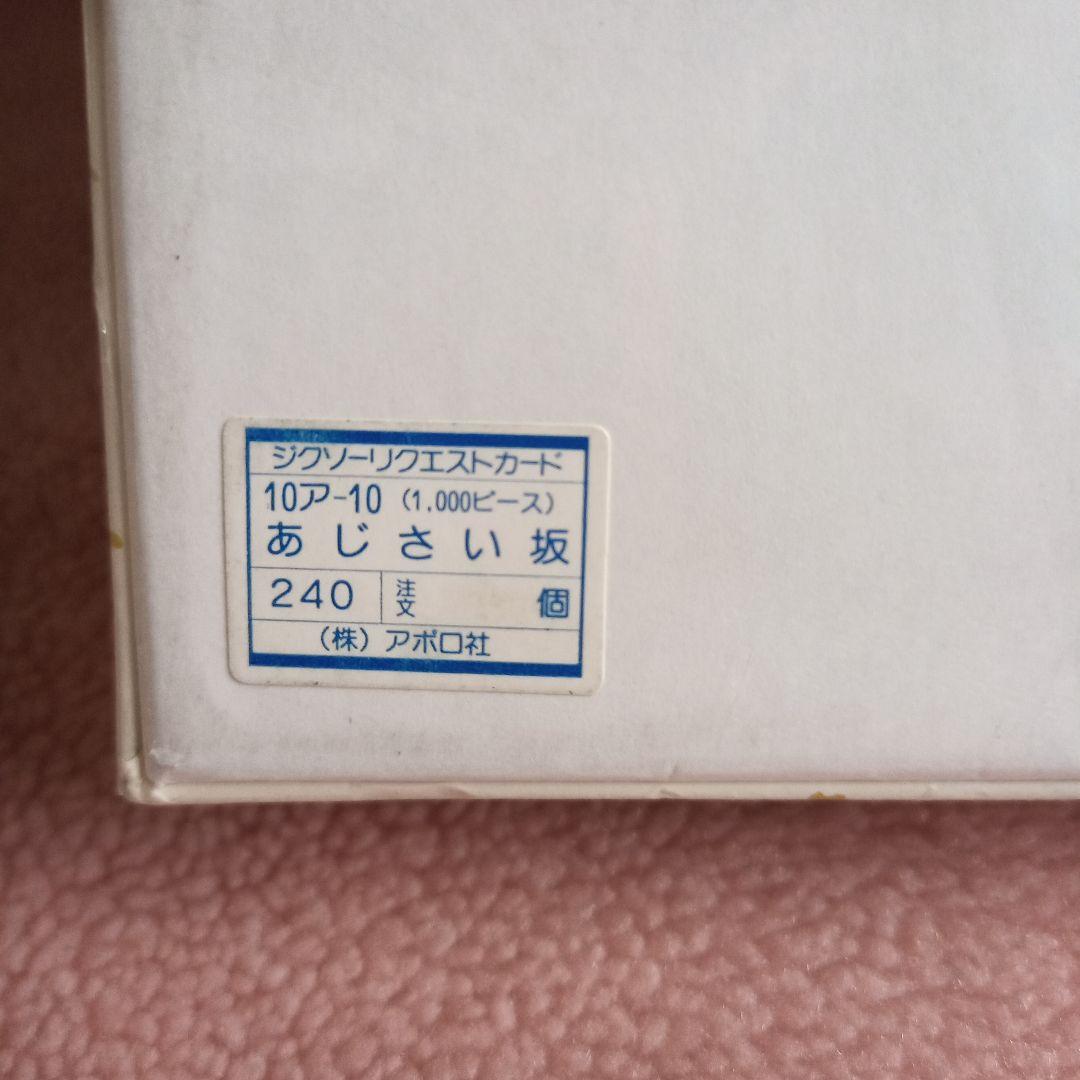 ジクソーリクエストカード
10ア-10 (1,000ピース)
あじさい坂
240 注文 個
(株) アポロ社